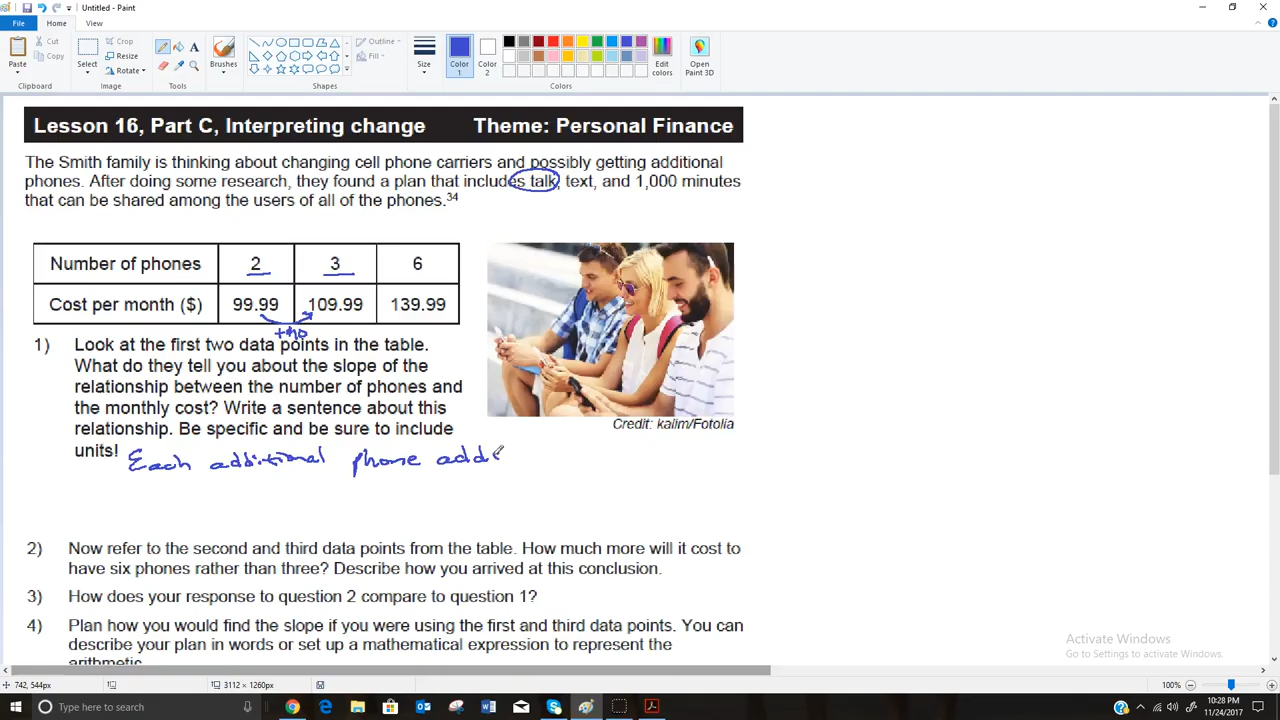 Untitled - Paint
File Home View
Paste Cut Copy Select Crop Resize Rotate Brushes Size Outline Fill Color 1 Color 2 Edit colors Open Paint 3D
Clipboard Image Tools Shapes Colors
Lesson 16, Part C, Interpreting change Theme: Personal Finance
The Smith family is thinking about changing cell phone carriers and possibly getting additional
phones. After doing some research, they found a plan that includes talk, text, and 1,000 minutes
that can be shared among the users of all of the phones.34
Number of phones 2 3 6
Cost per month ($) 99.99 109.99 139.99
+10
1) Look at the first two data points in the table.
What do they tell you about the slope of the
relationship between the number of phones and
the monthly cost? Write a sentence about this
relationship. Be specific and be sure to include
units!
Credit: kalim/Fotolia
Each additional phone adds
2) Now refer to the second and third data points from the table. How much more will it cost to
have six phones rather than three? Describe how you arrived at this conclusion.
3) How does your response to question 2 compare to question 1?
4) Plan how you would find the slope if you were using the first and third data points. You can
describe your plan in words or set up a mathematical expression to represent the
arithmetic.
Activate Windows
Go to Settings to activate Windows.
742, 544px 3112 × 1260px 100%
Type here to search 10:28 PM
11/24/2017